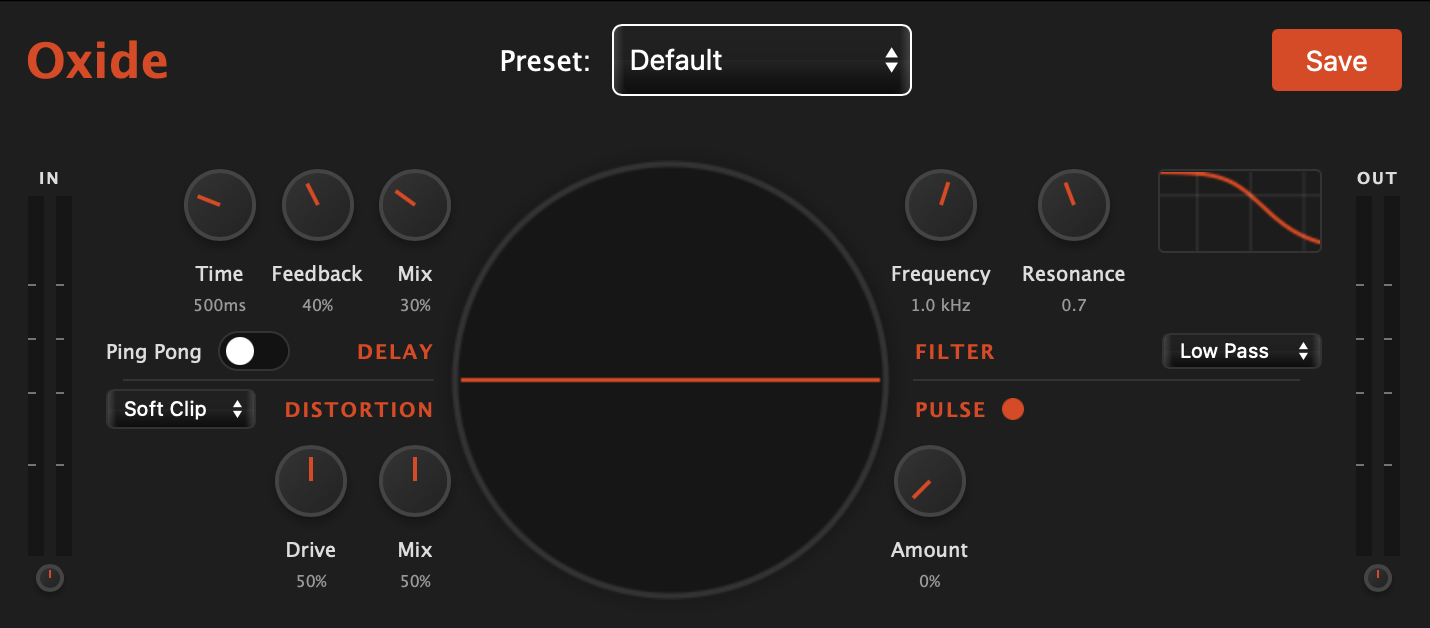 Oxide
Preset: Default
Save
IN
Time Feedback Mix
500ms 40% 30%
Ping Pong DELAY
Soft Clip DISTORTION
Drive Mix
50% 50%
Frequency Resonance
1.0 kHz 0.7
FILTER Low Pass
PULSE
Amount
0%
OUT